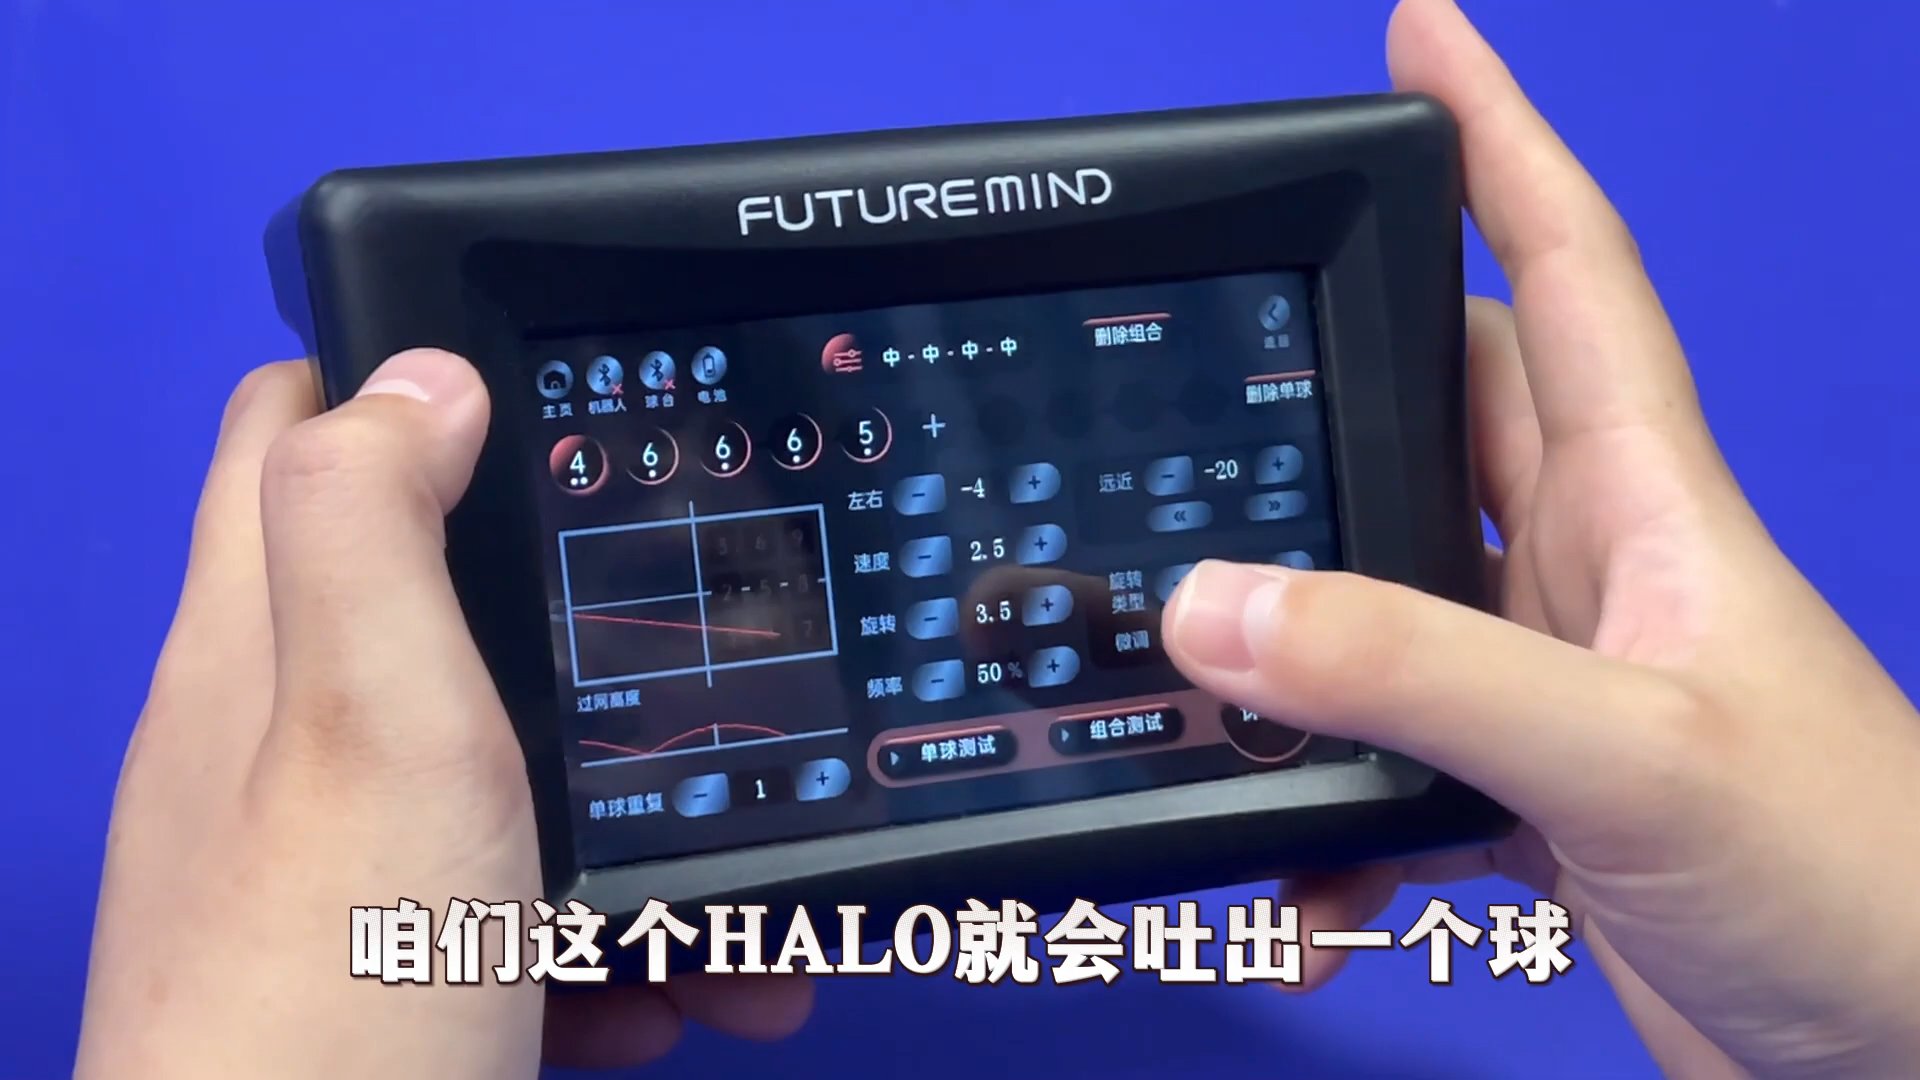 FUTUREMIND
主页
机器人
球台
电池
中-中-中-中
删除组合
删除单球
4
6
6
6
5
+
左右 - -4 +
远近 - -20 +
«
»
速度 - 2.5 +
旋转 - 3.5 +
旋转
类型
微调
频率 - 50 % +
过网高度
单球重复 - 1 +
单球测试
组合测试
咱们这个HALO就会吐出一个球